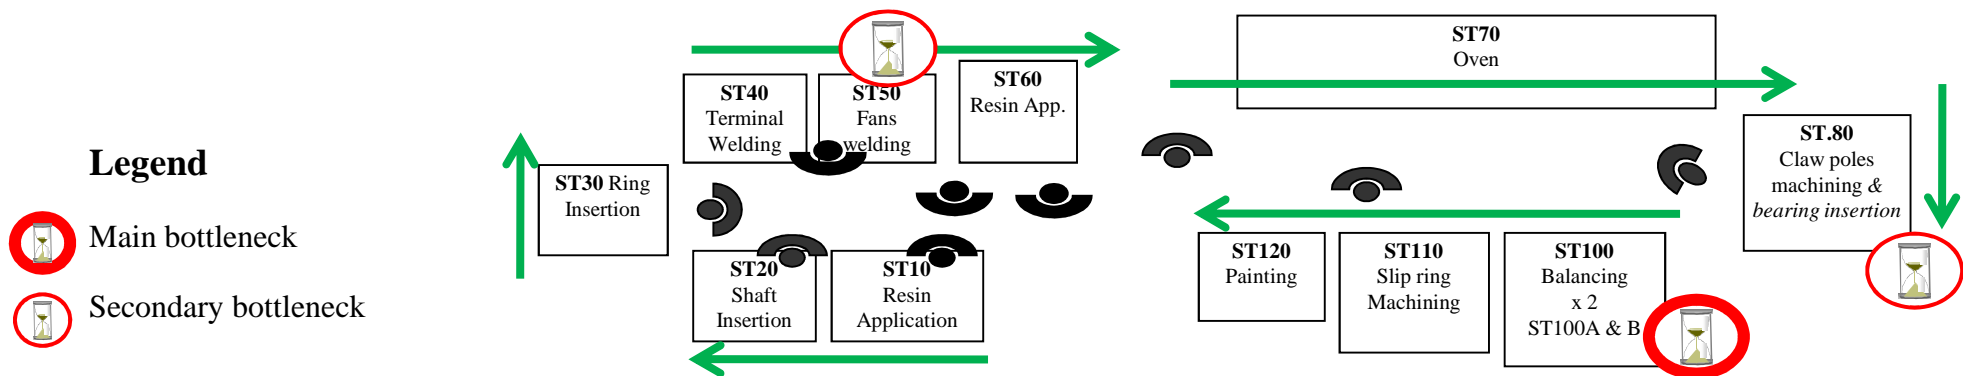 Legend
Main bottleneck
Secondary bottleneck
ST30 Ring
Insertion
ST40
Terminal
Welding
ST50
Fans
welding
ST60
Resin App.
ST20
Shaft
Insertion
ST10
Resin
Application
ST70
Oven
ST.80
Claw poles
machining &
bearing insertion
ST120
Painting
ST110
Slip ring
Machining
ST100
Balancing
x 2
ST100A & B